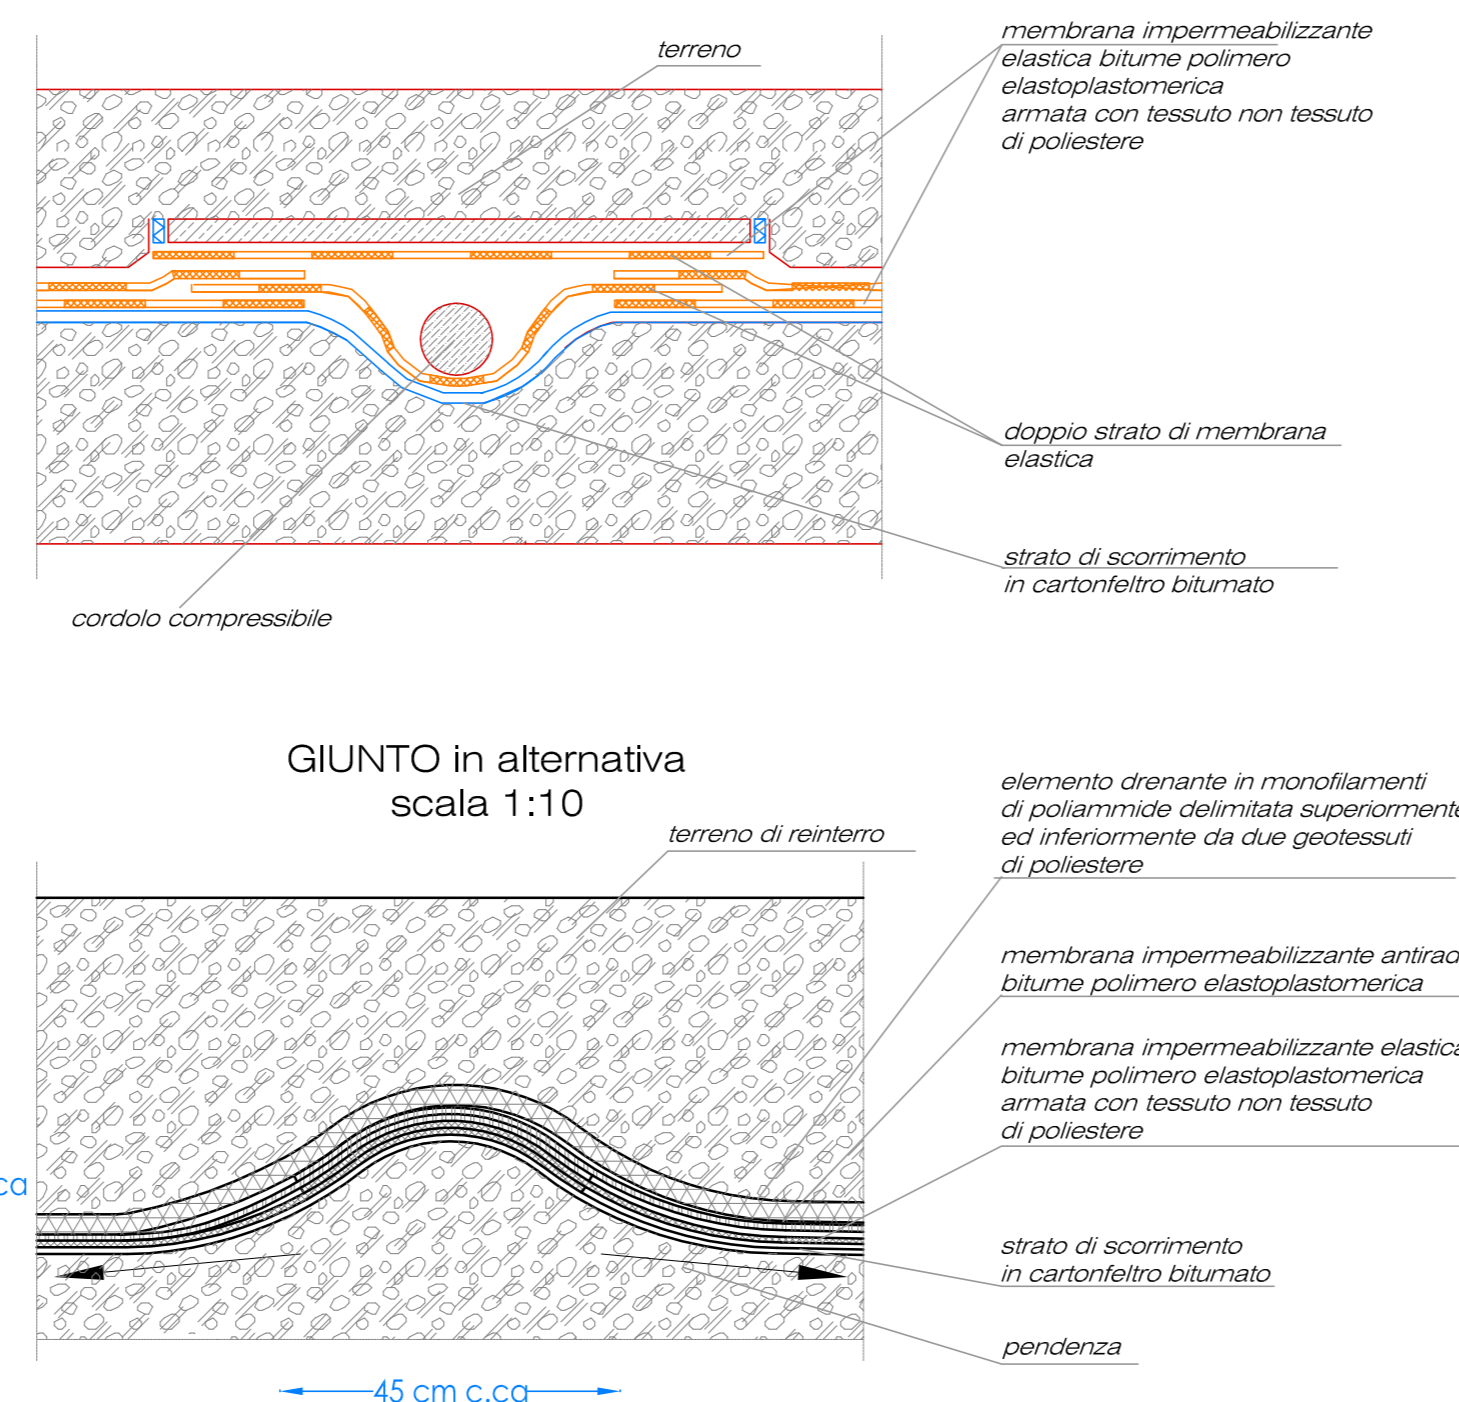 terreno
membrana impermeabilizzante
elastica bitume polimero
elastoplastomerica
armata con tessuto non tessuto
di poliestere
doppio strato di membrana
elastica
strato di scorrimento
in cartonfeltro bitumato
cordolo compressibile
GIUNTO in alternativa
scala 1:10
terreno di reinterro
elemento drenante in monofilamenti
di poliammide delimitata superiormente
ed inferiormente da due geotessuti
di poliestere
membrana impermeabilizzante antirad
bitume polimero elastoplastomerica
membrana impermeabilizzante elastica
bitume polimero elastoplastomerica
armata con tessuto non tessuto
di poliestere
ca
strato di scorrimento
in cartonfeltro bitumato
pendenza
45 cm c.ca